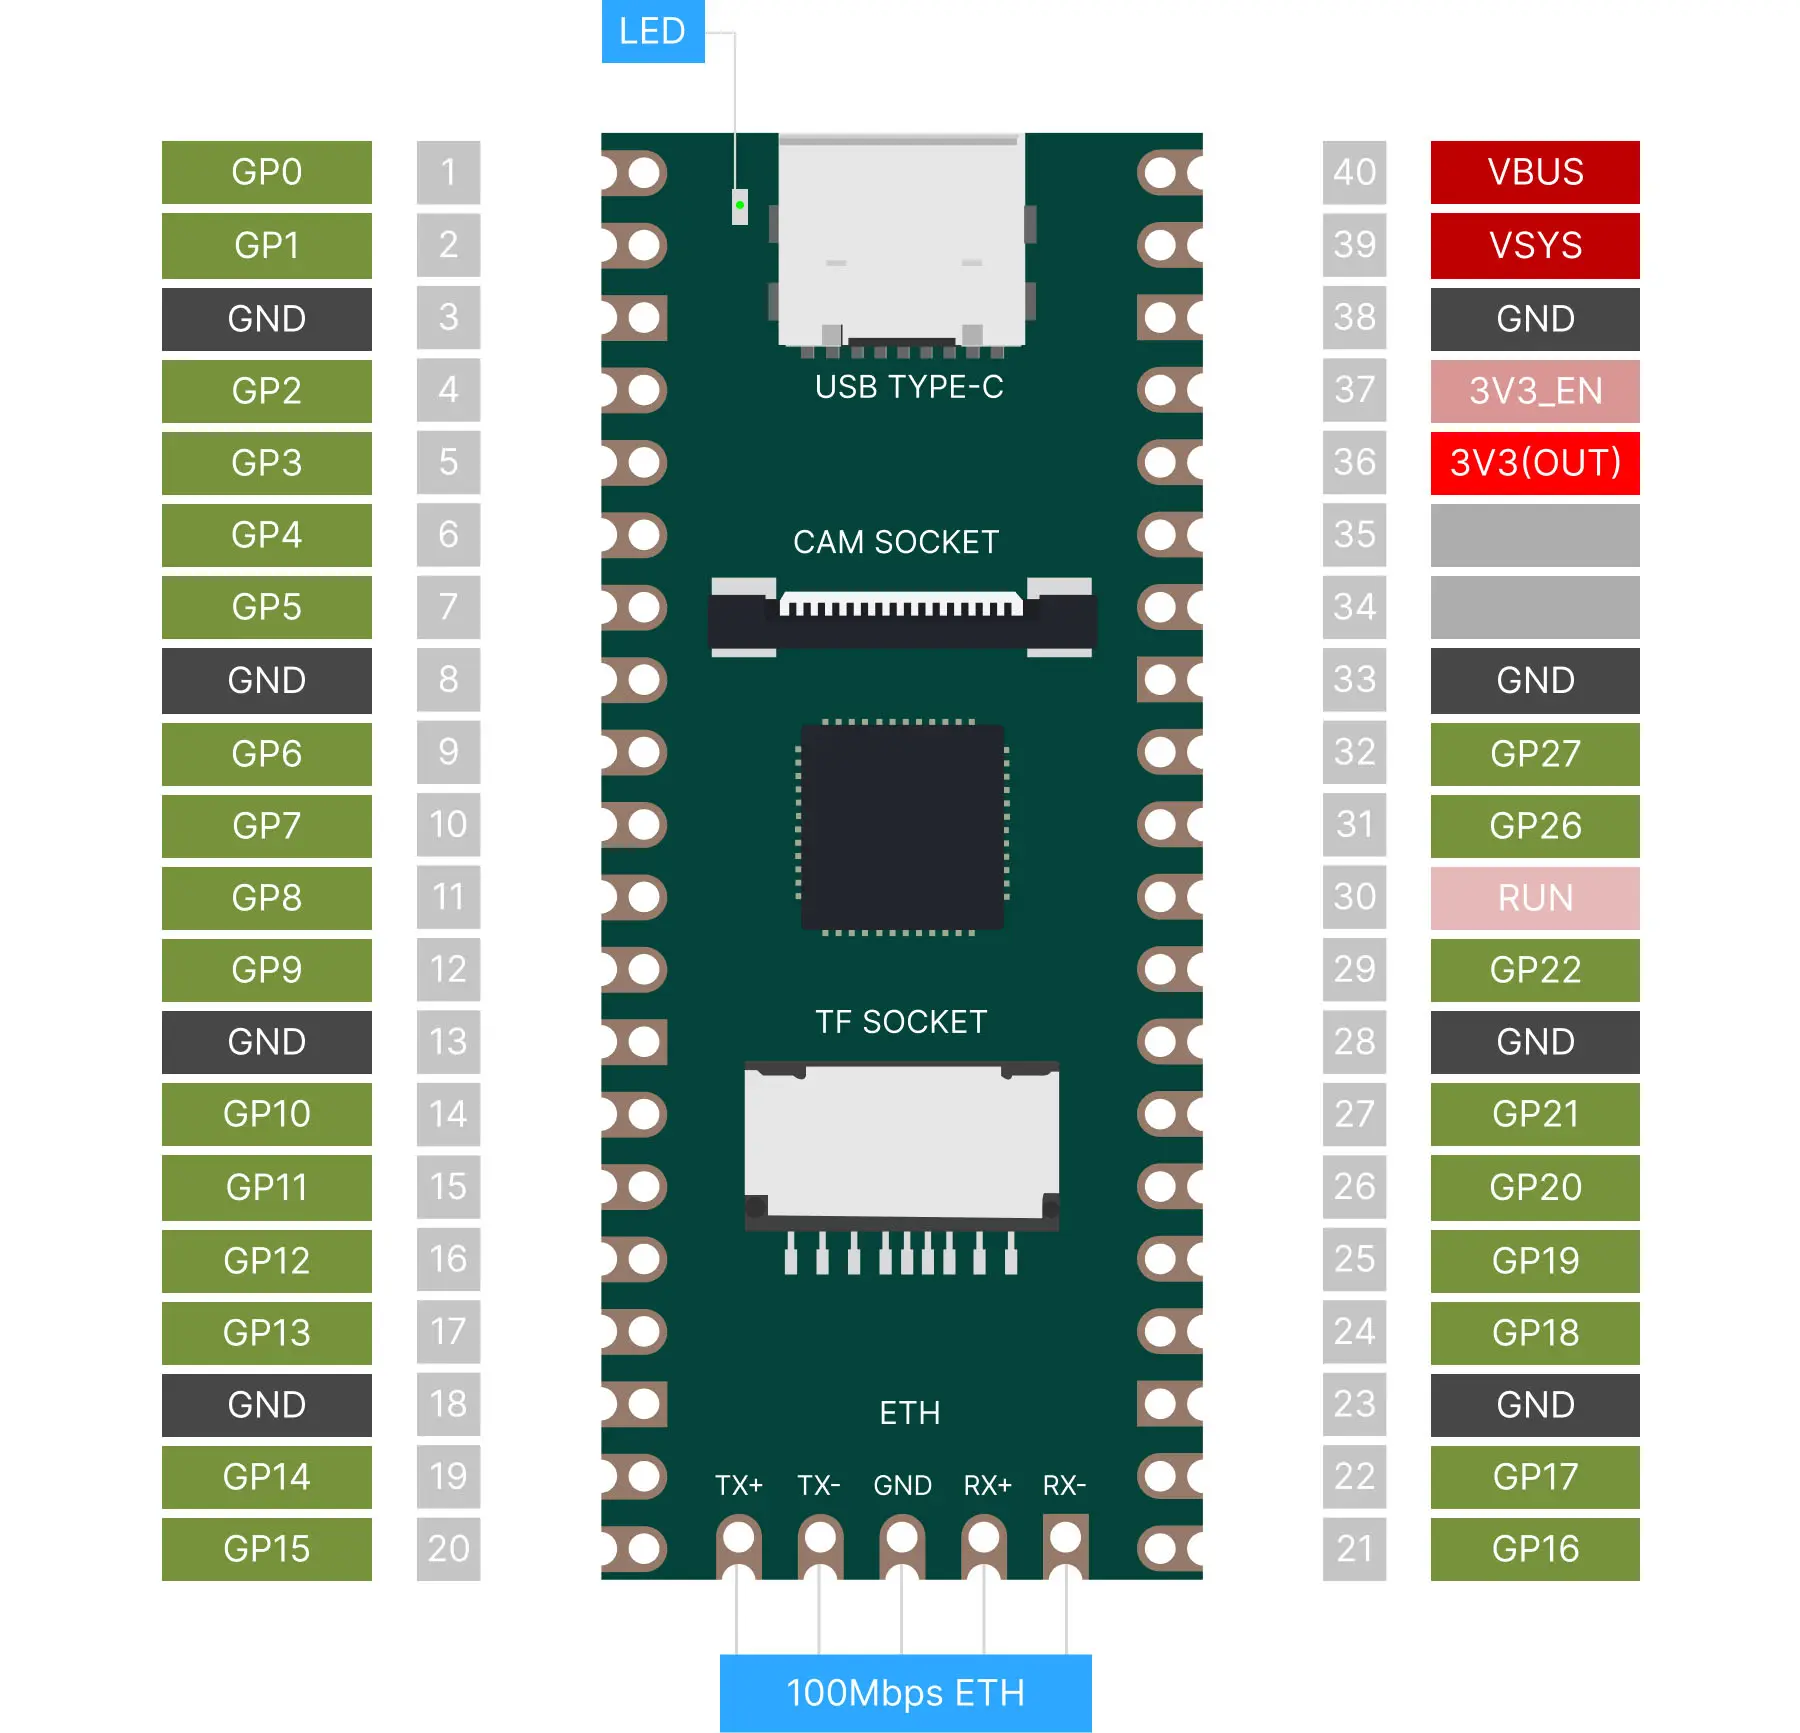 LED
GP0 1 40 VBUS
GP1 2 39 VSYS
GND 3 38 GND
GP2 4 37 3V3_EN
USB TYPE-C
GP3 5 36 3V3(OUT)
GP4 6 35
CAM SOCKET
GP5 7 34
GND 8 33 GND
GP6 9 32 GP27
GP7 10 31 GP26
GP8 11 30 RUN
GP9 12 29 GP22
TF SOCKET
GND 13 28 GND
GP10 14 27 GP21
GP11 15 26 GP20
GP12 16 25 GP19
GP13 17 24 GP18
GND 18 23 GND
ETH
GP14 19 22 GP17
TX+ TX- GND RX+ RX-
GP15 20 21 GP16
100Mbps ETH